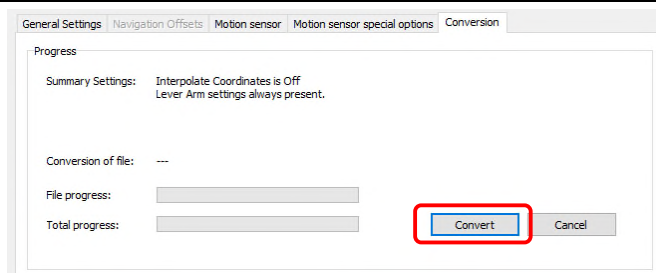 General Settings Navigation Offsets Motion sensor Motion sensor special options Conversion
Progress
Summary Settings: Interpolate Coordinates is Off
Lever Arm settings always present.
Conversion of file: ---
File progress:
Total progress: Convert Cancel